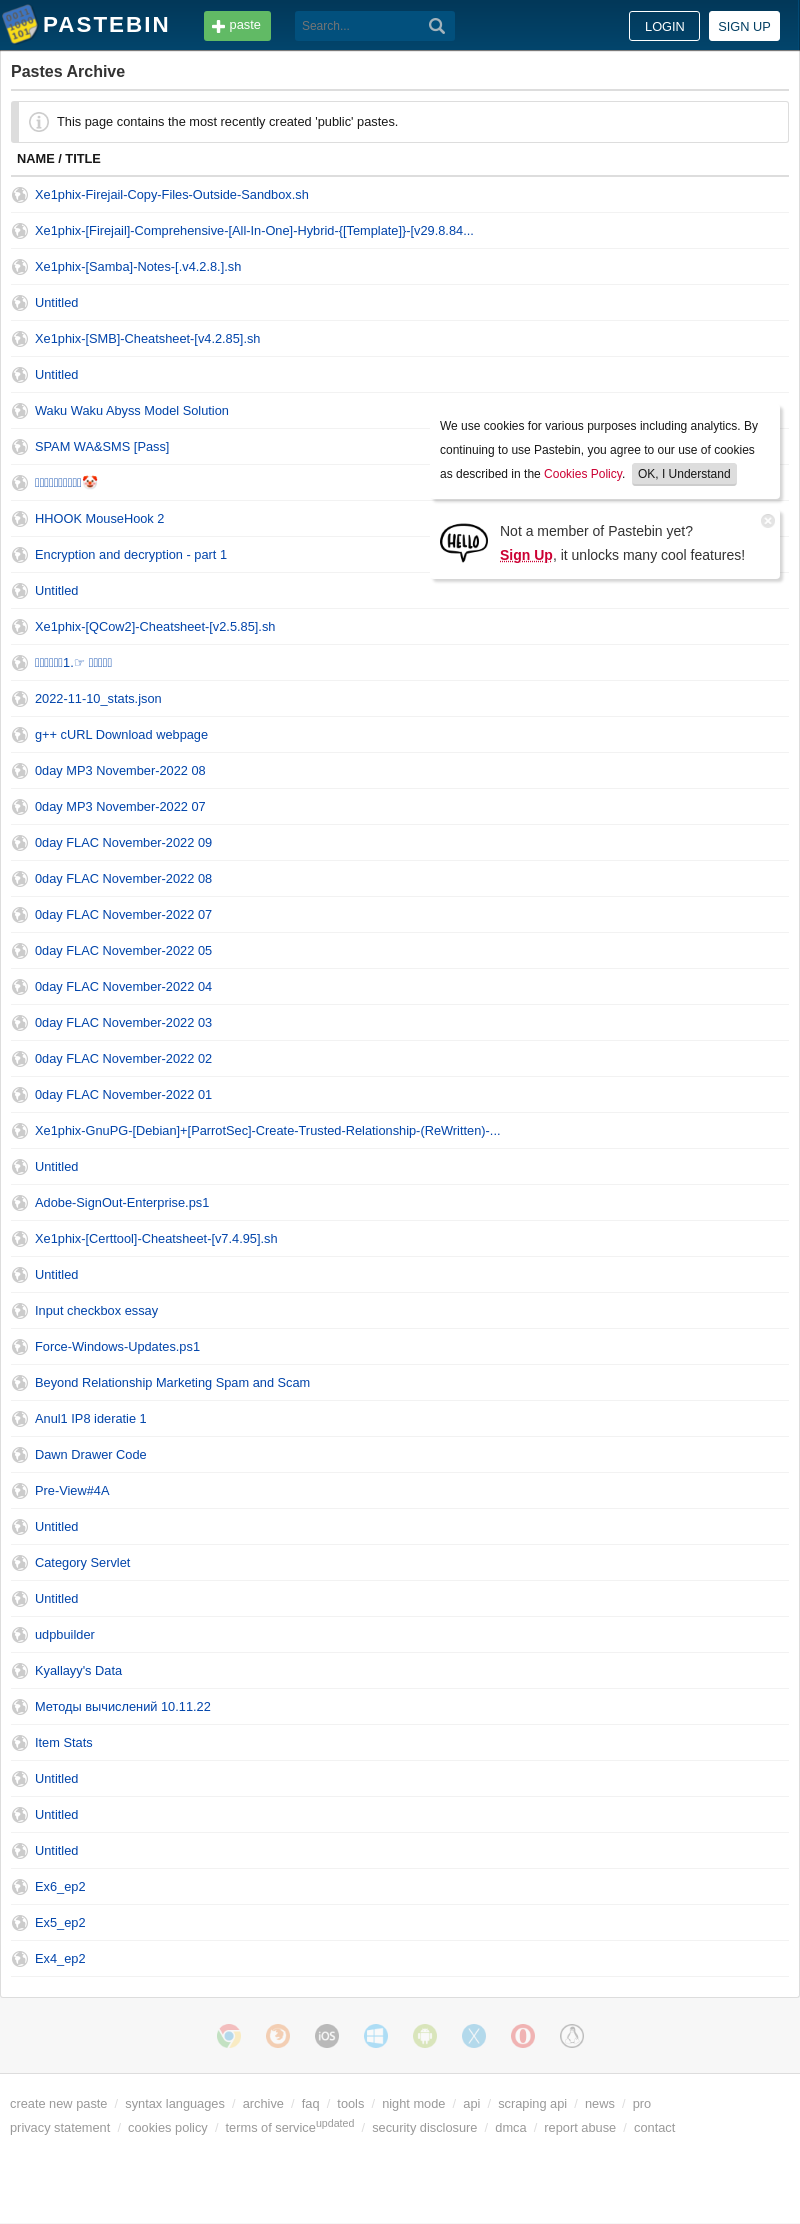 PASTEBIN
paste
Search...
LOGIN
SIGN UP
Pastes Archive
This page contains the most recently created 'public' pastes.
NAME / TITLE
Xe1phix-Firejail-Copy-Files-Outside-Sandbox.sh
Xe1phix-[Firejail]-Comprehensive-[All-In-One]-Hybrid-{[Template]}-[v29.8.84...
Xe1phix-[Samba]-Notes-[.v4.2.8.].sh
Untitled
Xe1phix-[SMB]-Cheatsheet-[v4.2.85].sh
Untitled
Waku Waku Abyss Model Solution
SPAM WA&SMS [Pass]
🤡
HHOOK MouseHook 2
Encryption and decryption - part 1
Untitled
Xe1phix-[QCow2]-Cheatsheet-[v2.5.85].sh
1.☞
2022-11-10_stats.json
g++ cURL Download webpage
0day MP3 November-2022 08
0day MP3 November-2022 07
0day FLAC November-2022 09
0day FLAC November-2022 08
0day FLAC November-2022 07
0day FLAC November-2022 05
0day FLAC November-2022 04
0day FLAC November-2022 03
0day FLAC November-2022 02
0day FLAC November-2022 01
Xe1phix-GnuPG-[Debian]+[ParrotSec]-Create-Trusted-Relationship-(ReWritten)-...
Untitled
Adobe-SignOut-Enterprise.ps1
Xe1phix-[Certtool]-Cheatsheet-[v7.4.95].sh
Untitled
Input checkbox essay
Force-Windows-Updates.ps1
Beyond Relationship Marketing Spam and Scam
Anul1 IP8 ideratie 1
Dawn Drawer Code
Pre-View#4A
Untitled
Category Servlet
Untitled
udpbuilder
Kyallayy's Data
Методы вычислений 10.11.22
Item Stats
Untitled
Untitled
Untitled
Ex6_ep2
Ex5_ep2
Ex4_ep2
We use cookies for various purposes including analytics. By
continuing to use Pastebin, you agree to our use of cookies
as described in the Cookies Policy. OK, I Understand
HELLO
Not a member of Pastebin yet?
Sign Up, it unlocks many cool features!
iOS
create new paste / syntax languages / archive / faq / tools / night mode / api / scraping api / news / pro
privacy statement / cookies policy / terms of service updated / security disclosure / dmca / report abuse / contact